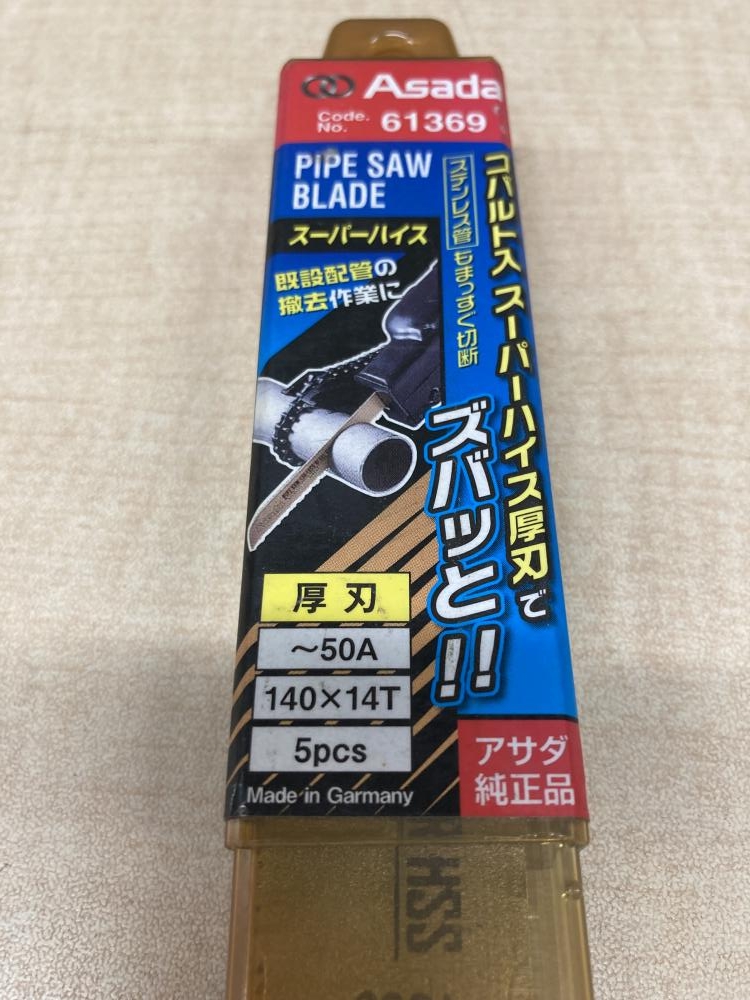 Asada
Code. No. 61369
PIPE SAW
BLADE
スーパーハイス
既設配管の
撤去作業に
コバルト入 スーパーハイス厚刃で
ステンレス管もまっすぐ切断
ズバッと!!
厚刃
～50A
140×14T
5pcs
Made in Garmany
アサダ
純正品
HSS